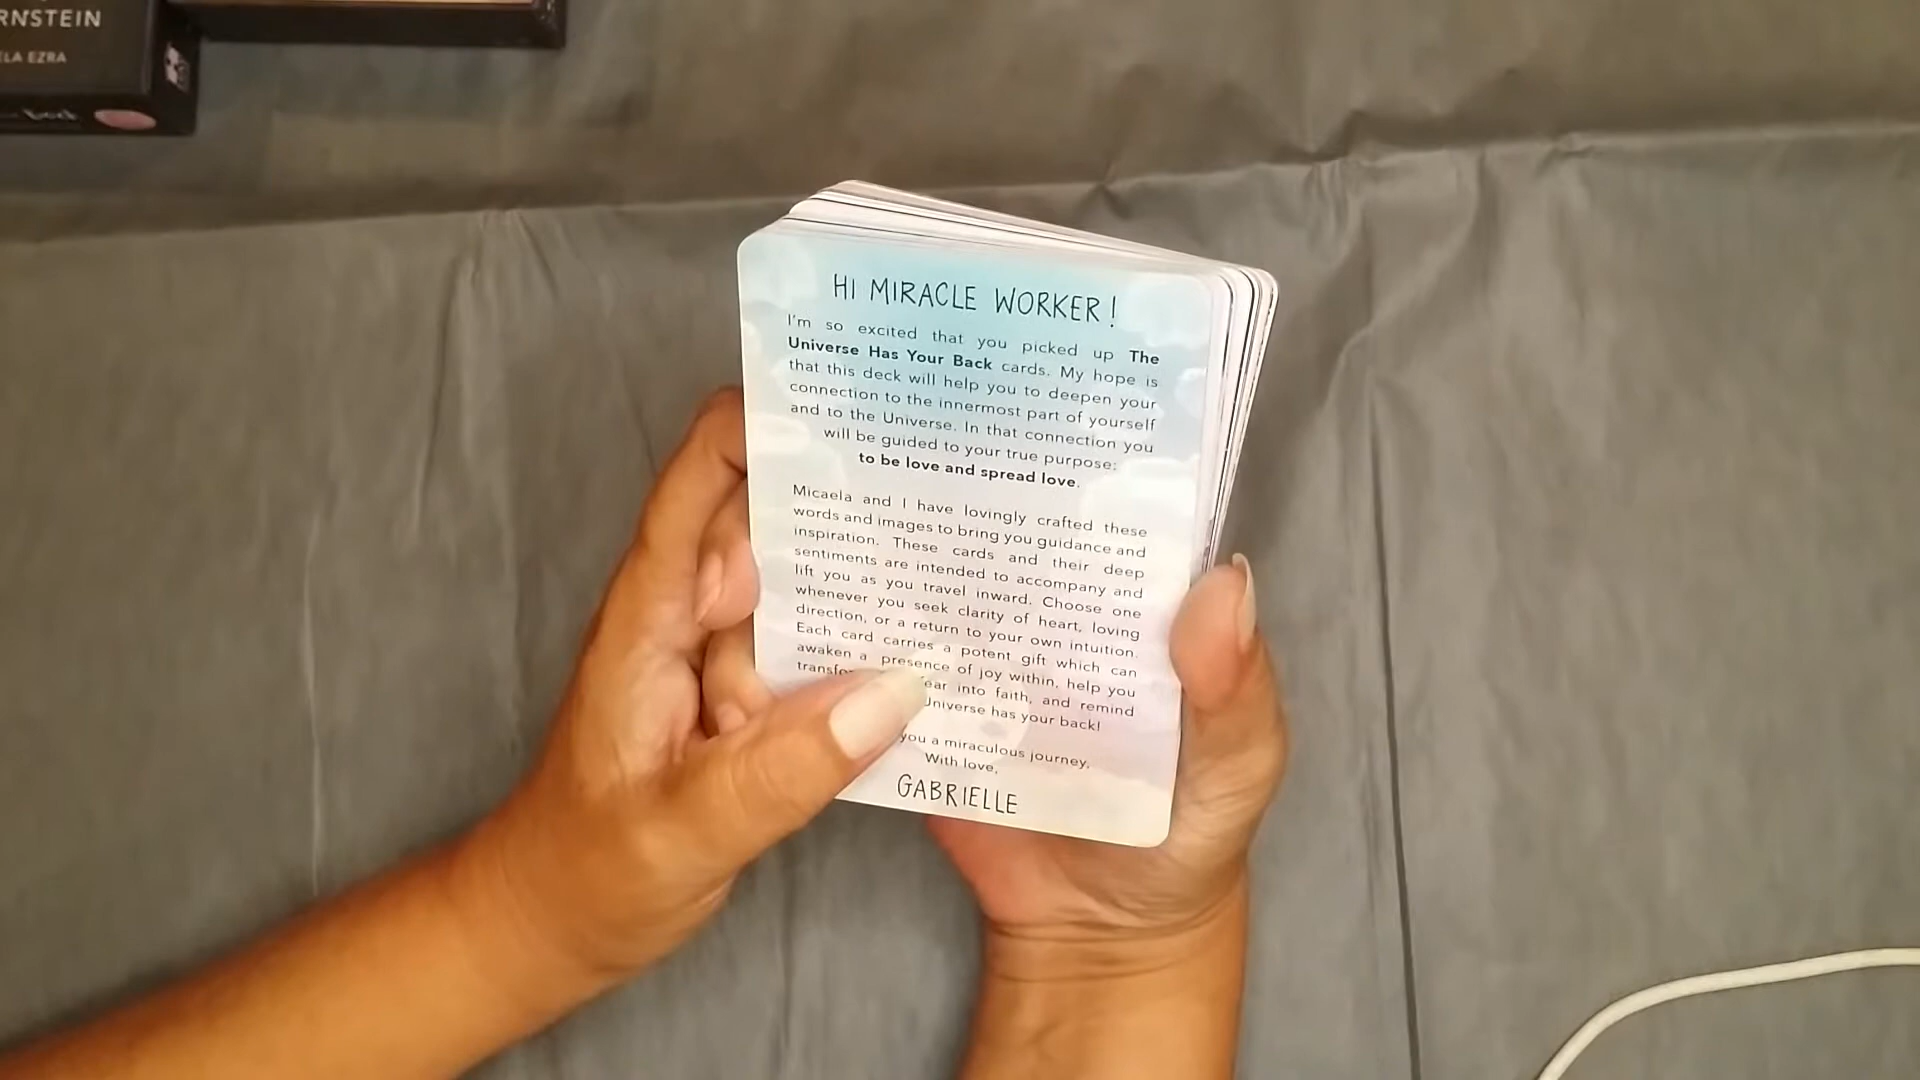 RNSTEIN
ELA EZRA
HI MIRACLE WORKER!
I'm so excited that you picked up The
Universe Has Your Back cards. My hope is
that this deck will help you to deepen your
connection to the innermost part of yourself
and to the Universe. In that connection you
will be guided to your true purpose:
to be love and spread love.
Micaela and I have lovingly crafted these
words and images to bring you guidance and
inspiration. These cards and their deep
sentiments are intended to accompany and
lift you as you travel inward. Choose one
whenever you seek clarity of heart, loving
direction, or a return to your own intuition.
Each card carries a potent gift which can
awaken a presence of joy within, help you
transfo ear into faith, and remind
Universe has your back!
you a miraculous journey.
With love,
GABRIELLE